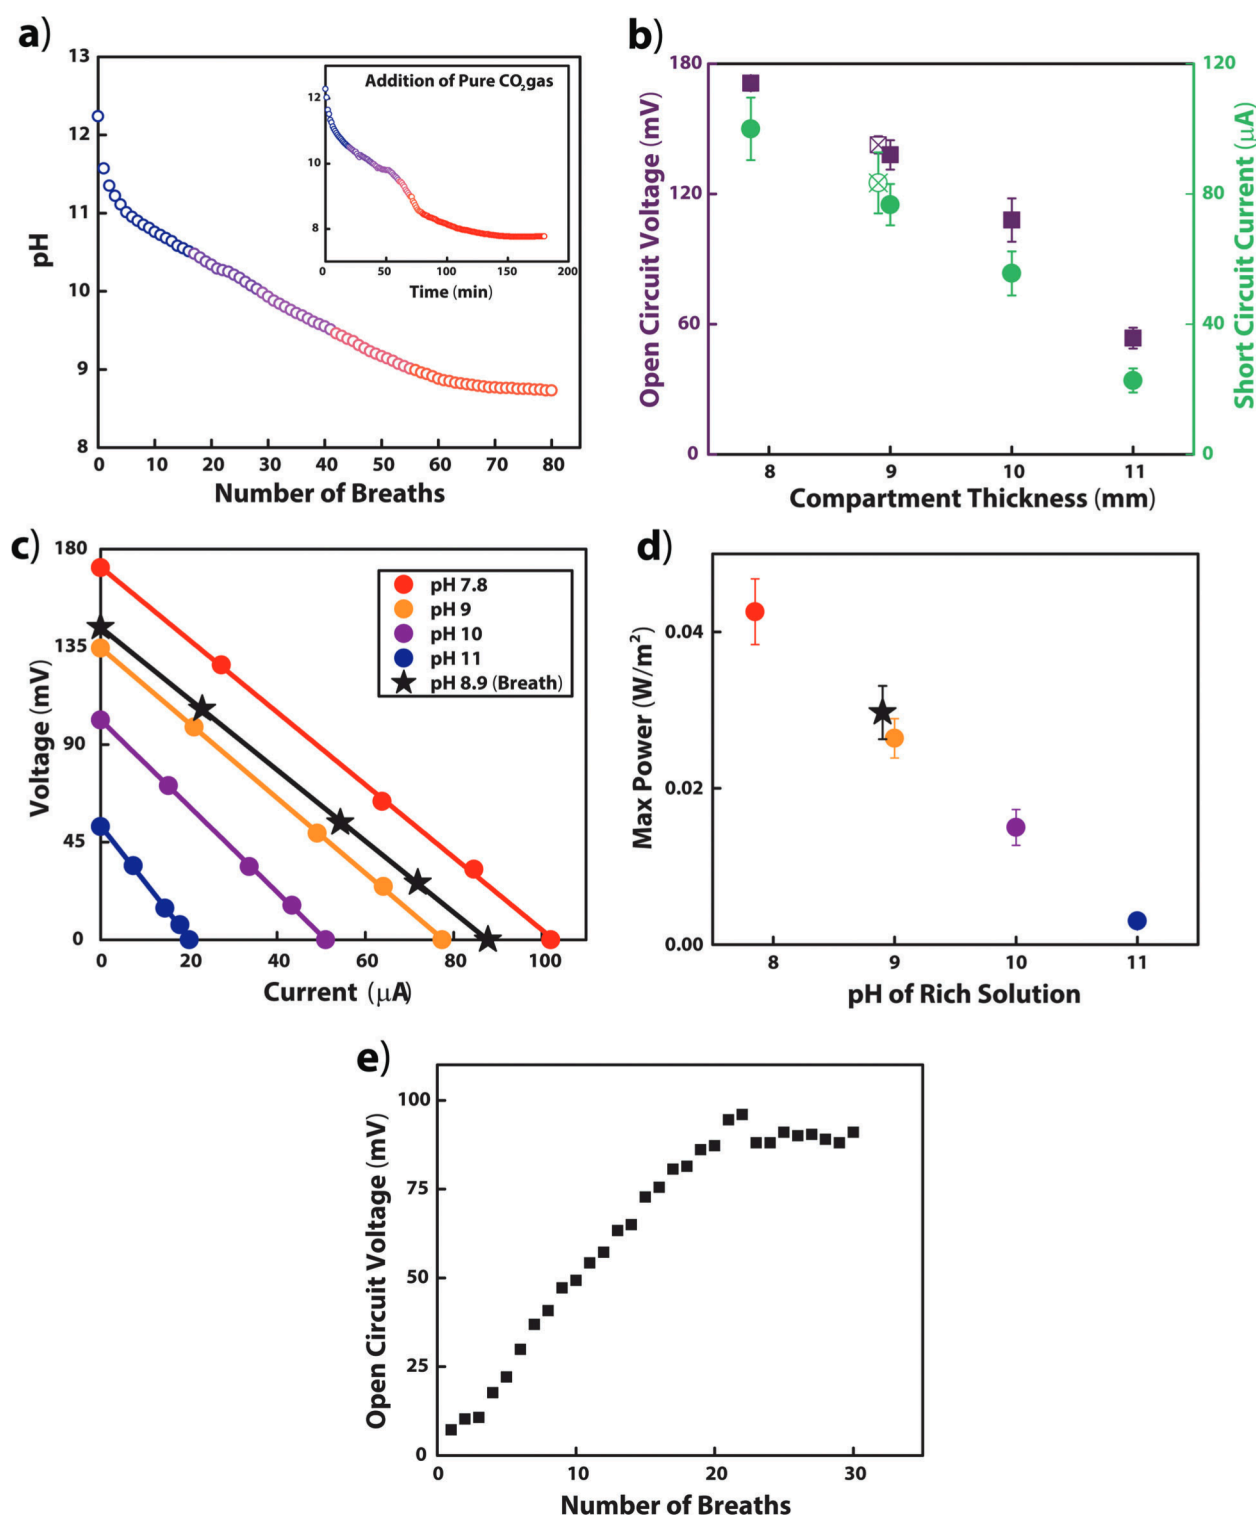 a)
13
12
11
10
9
8
pH
0 10 20 30 40 50 60 70 80
Number of Breaths
Addition of Pure CO₂gas
12
10
8
0 50 100 150 200
Time (min)
b)
180
120
60
0
Open Circuit Voltage (mV)
120
80
40
0
Short Circuit Current (μA)
8 9 10 11
Compartment Thickness (mm)
c)
180
135
90
45
0
Voltage (mV)
0 20 40 60 80 100
Current (μA)
pH 7.8
pH 9
pH 10
pH 11
pH 8.9 (Breath)
d)
0.04
0.02
0.00
Max Power (W/m²)
8 9 10 11
pH of Rich Solution
e)
100
75
50
25
0
Open Circuit Voltage (mV)
0 10 20 30
Number of Breaths